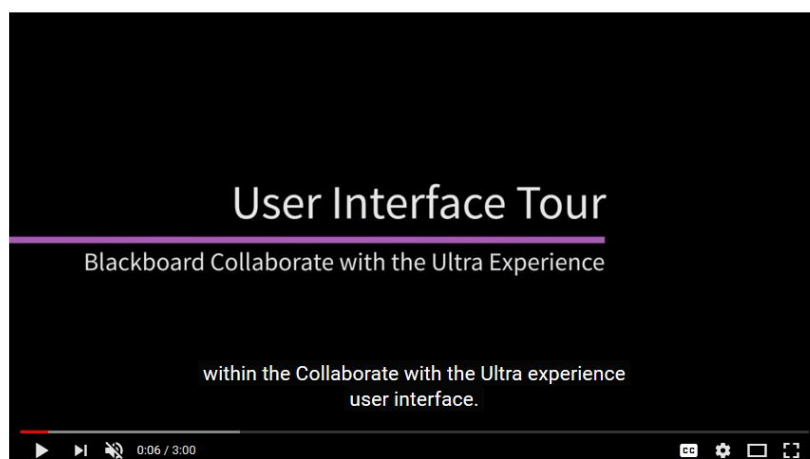 User Interface Tour
Blackboard Collaborate with the Ultra Experience
within the Collaborate with the Ultra experience
user interface.
0:06 / 3:00
CC